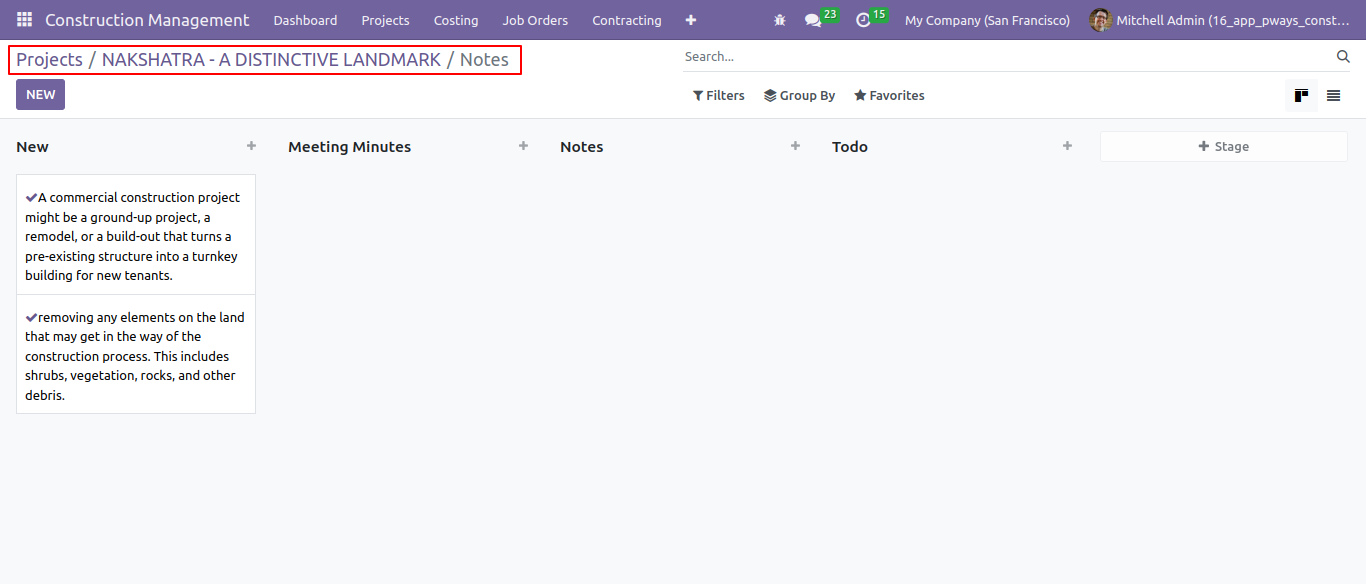 Construction Management Dashboard Projects Costing Job Orders Contracting + 23 15 My Company (San Francisco) Mitchell Admin (16_app_pways_const...
Projects / NAKSHATRA - A DISTINCTIVE LANDMARK / Notes
Search...
NEW
Filters Group By Favorites
New + Meeting Minutes + Notes + Todo + + Stage
A commercial construction project
might be a ground-up project, a
remodel, or a build-out that turns a
pre-existing structure into a turnkey
building for new tenants.
removing any elements on the land
that may get in the way of the
construction process. This includes
shrubs, vegetation, rocks, and other
debris.